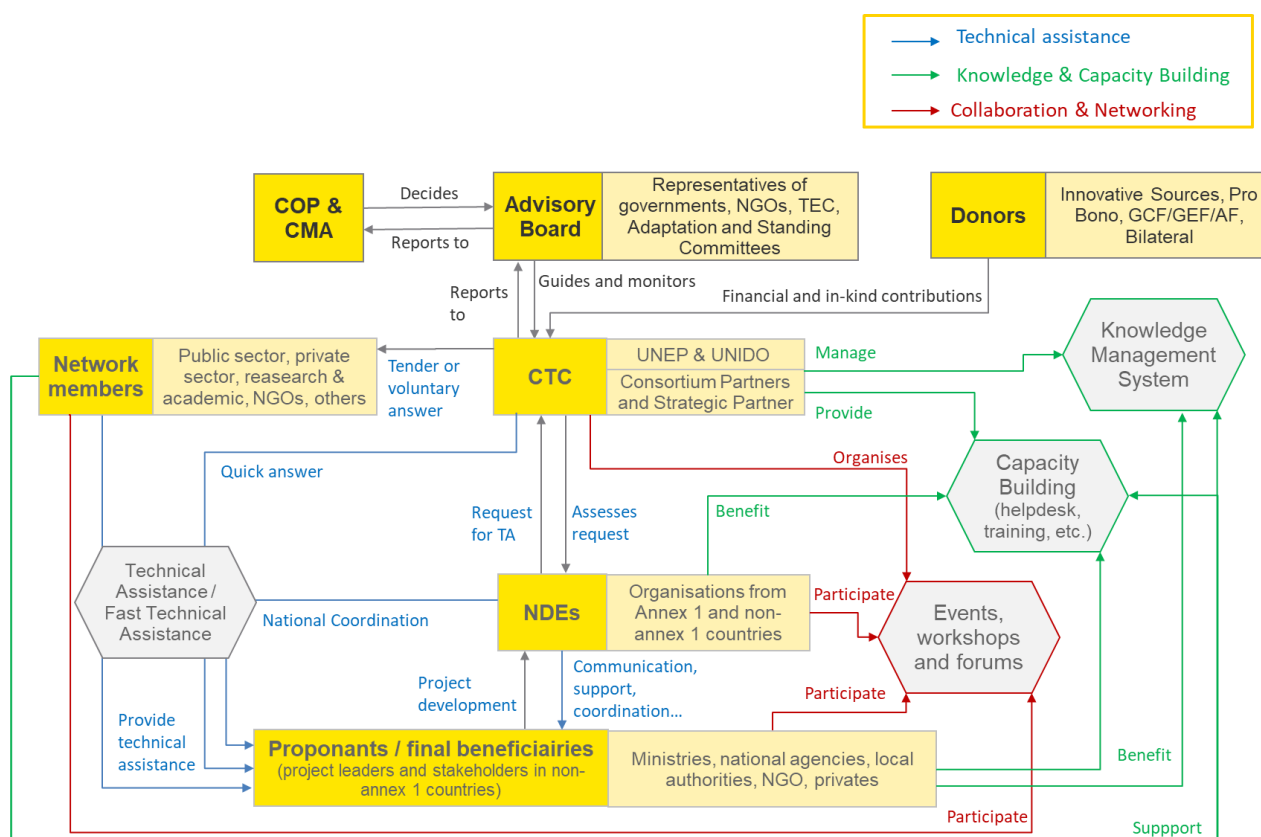 Technical assistance
Knowledge & Capacity Building
Collaboration & Networking
COP &
CMA
Decides
Reports to
Advisory
Board
Representatives of
governments, NGOs, TEC,
Adaptation and Standing
Committees
Donors
Innovative Sources, Pro
Bono, GCF/GEF/AF,
Bilateral
Reports
to
Guides and monitors
Financial and in-kind contributions
Network
members
Public sector, private
sector, reasearch &
academic, NGOs, others
Tender or
voluntary
answer
CTC
UNEP & UNIDO
Consortium Partners
and Strategic Partner
Manage
Provide
Knowledge
Management
System
Quick answer
Organises
Capacity
Building
(helpdesk,
training, etc.)
Request
for TA
Assesses
request
Benefit
Technical
Assistance /
Fast Technical
Assistance
National Coordination
NDEs
Organisations from
Annex 1 and non-
annex 1 countries
Participate
Events,
workshops
and forums
Project
development
Communication,
support,
coordination…
Participate
Provide
technical
assistance
Proponants / final beneficiairies
(project leaders and stakeholders in non-
annex 1 countries)
Ministries, national agencies, local
authorities, NGO, privates
Benefit
Participate
Suppport